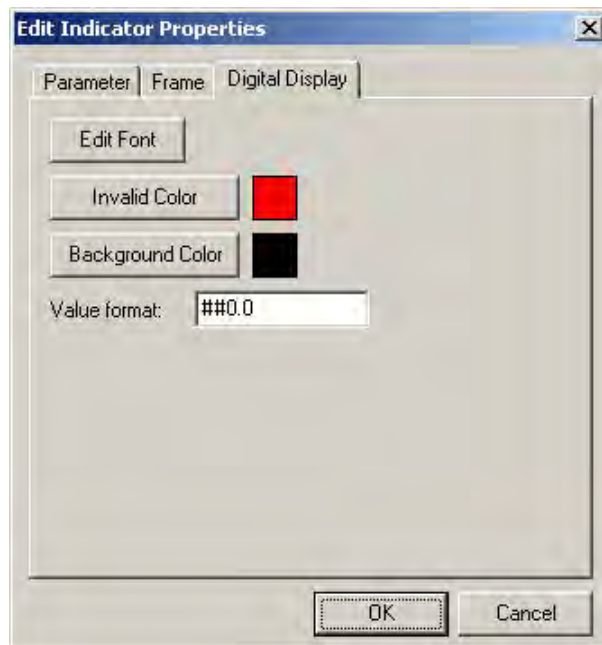 Edit Indicator Properties
Parameter Frame Digital Display
Edit Font
Invalid Color
Background Color
Value format: ##0.0
OK Cancel